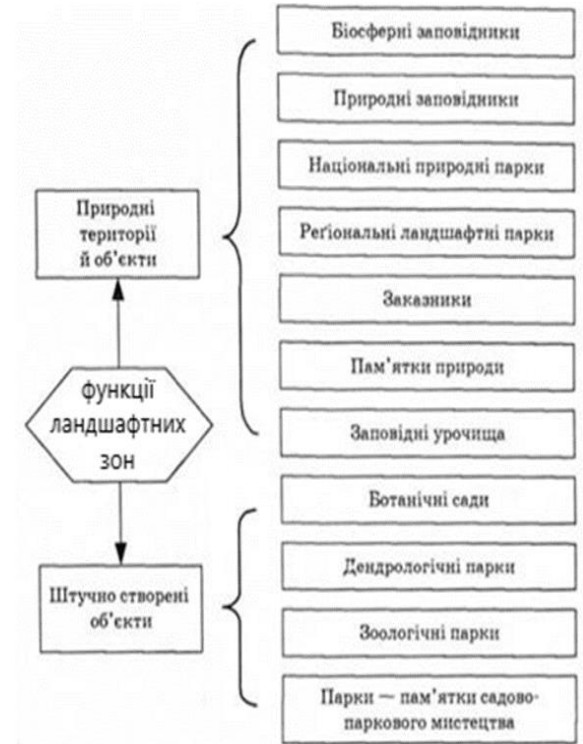 Біосферні заповідники
Природні заповідники
Національні природні парки
Природні
території
й об'єкти
Реґіональні ландшафтні парки
Заказники
Пам'ятки природи
функції
ландшафтних
зон
Заповідні урочища
Ботанічні сади
Дендрологічні парки
Штучно створені
об'єкти
Зоологічні парки
Парки — пам'ятки садово-
паркового мистецтва